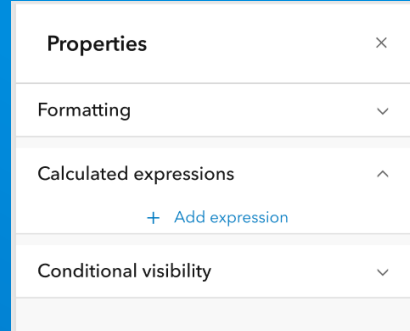 Properties
Formatting
Calculated expressions
+ Add expression
Conditional visibility